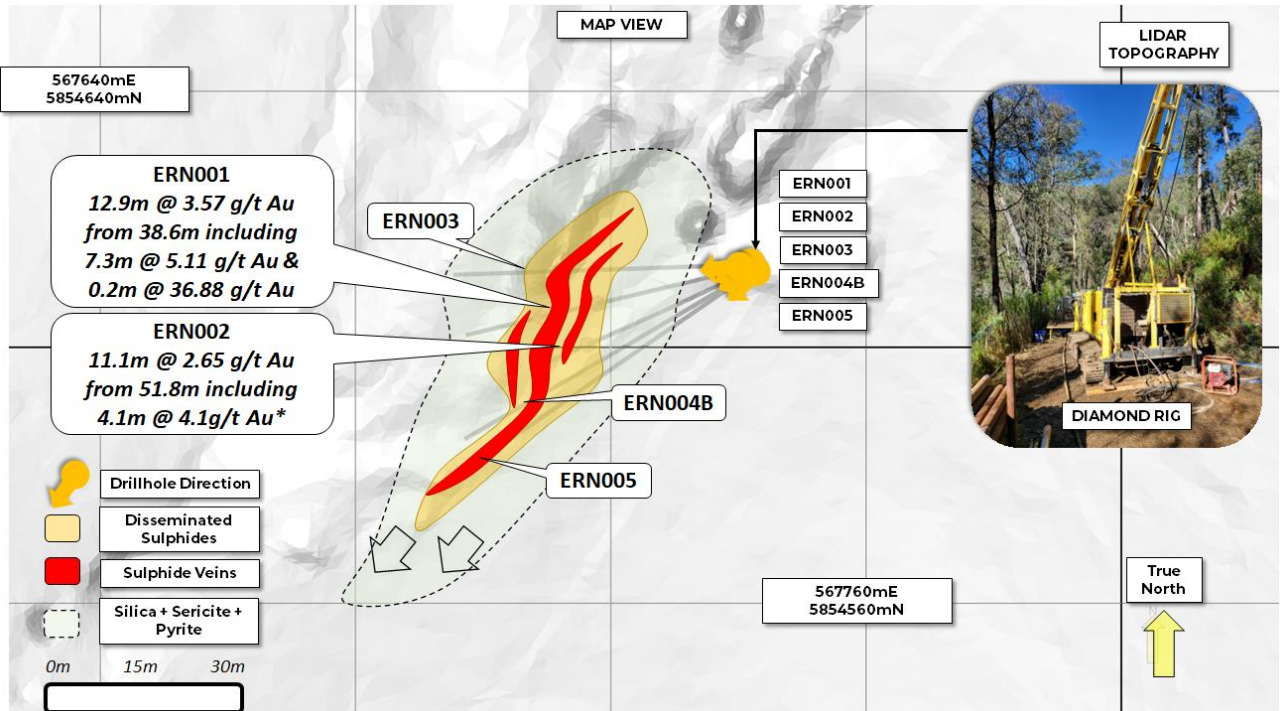 MAP VIEW
LIDAR
TOPOGRAPHY
567640mE
5854640mN
ERN001
12.9m @ 3.57 g/t Au
from 38.6m including
7.3m @ 5.11 g/t Au &
0.2m @ 36.88 g/t Au
ERN003
ERN001
ERN002
ERN003
ERN004B
ERN005
ERN002
11.1m @ 2.65 g/t Au
from 51.8m including
4.1m @ 4.1g/t Au*
ERN004B
DIAMOND RIG
ERN005
Drillhole Direction
Disseminated
Sulphides
Sulphide Veins
Silica + Sericite +
Pyrite
0m 15m 30m
567760mE
5854560mN
True
North
N